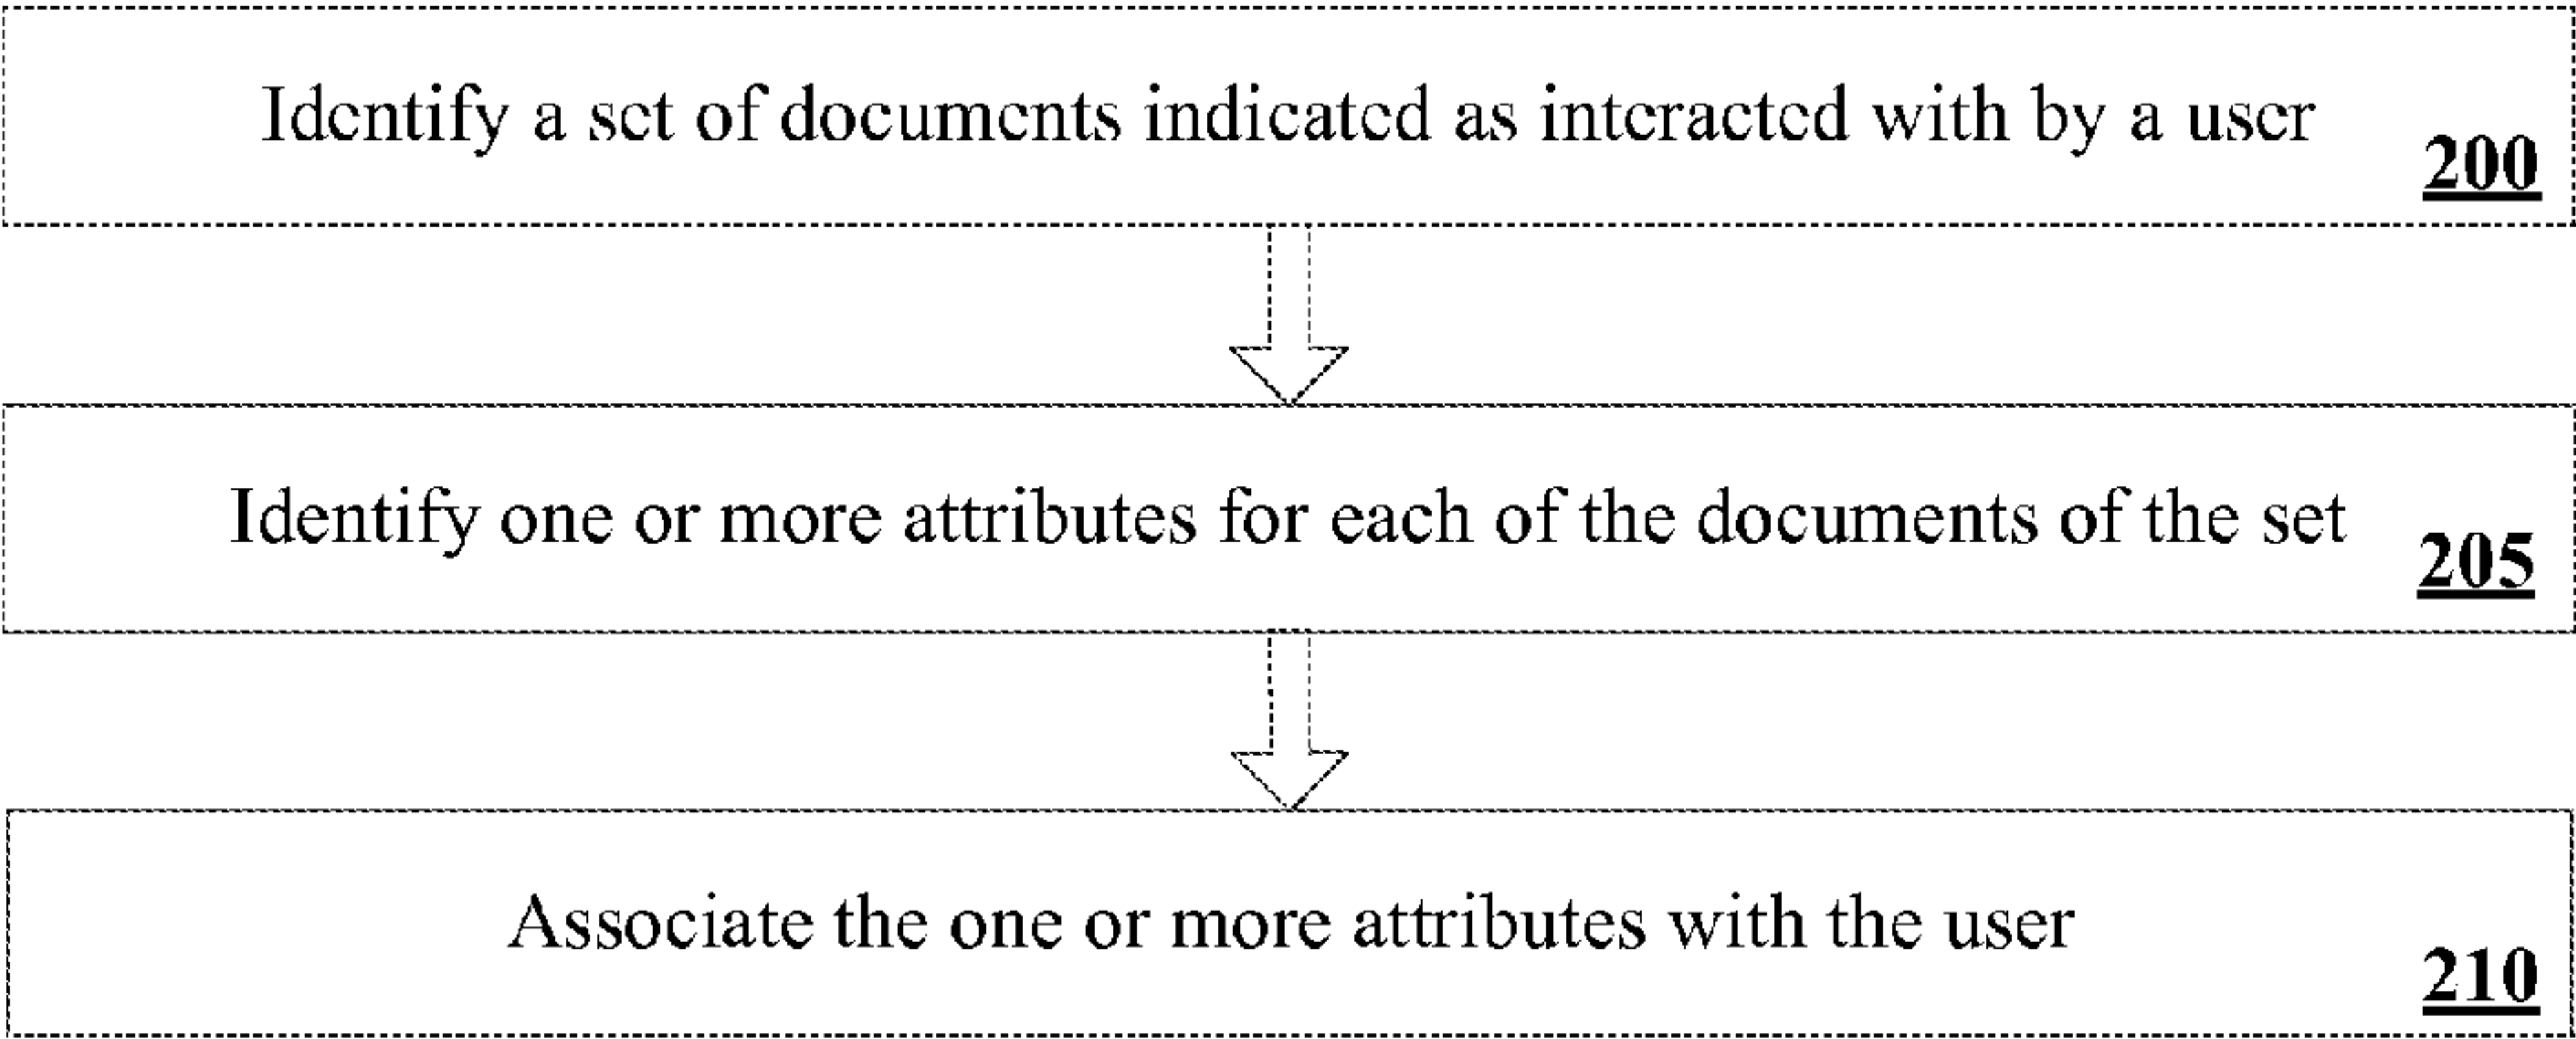 Identify a set of documents indicated as interacted with by a user
200
Identify one or more attributes for each of the documents of the set
205
Associate the one or more attributes with the user
210